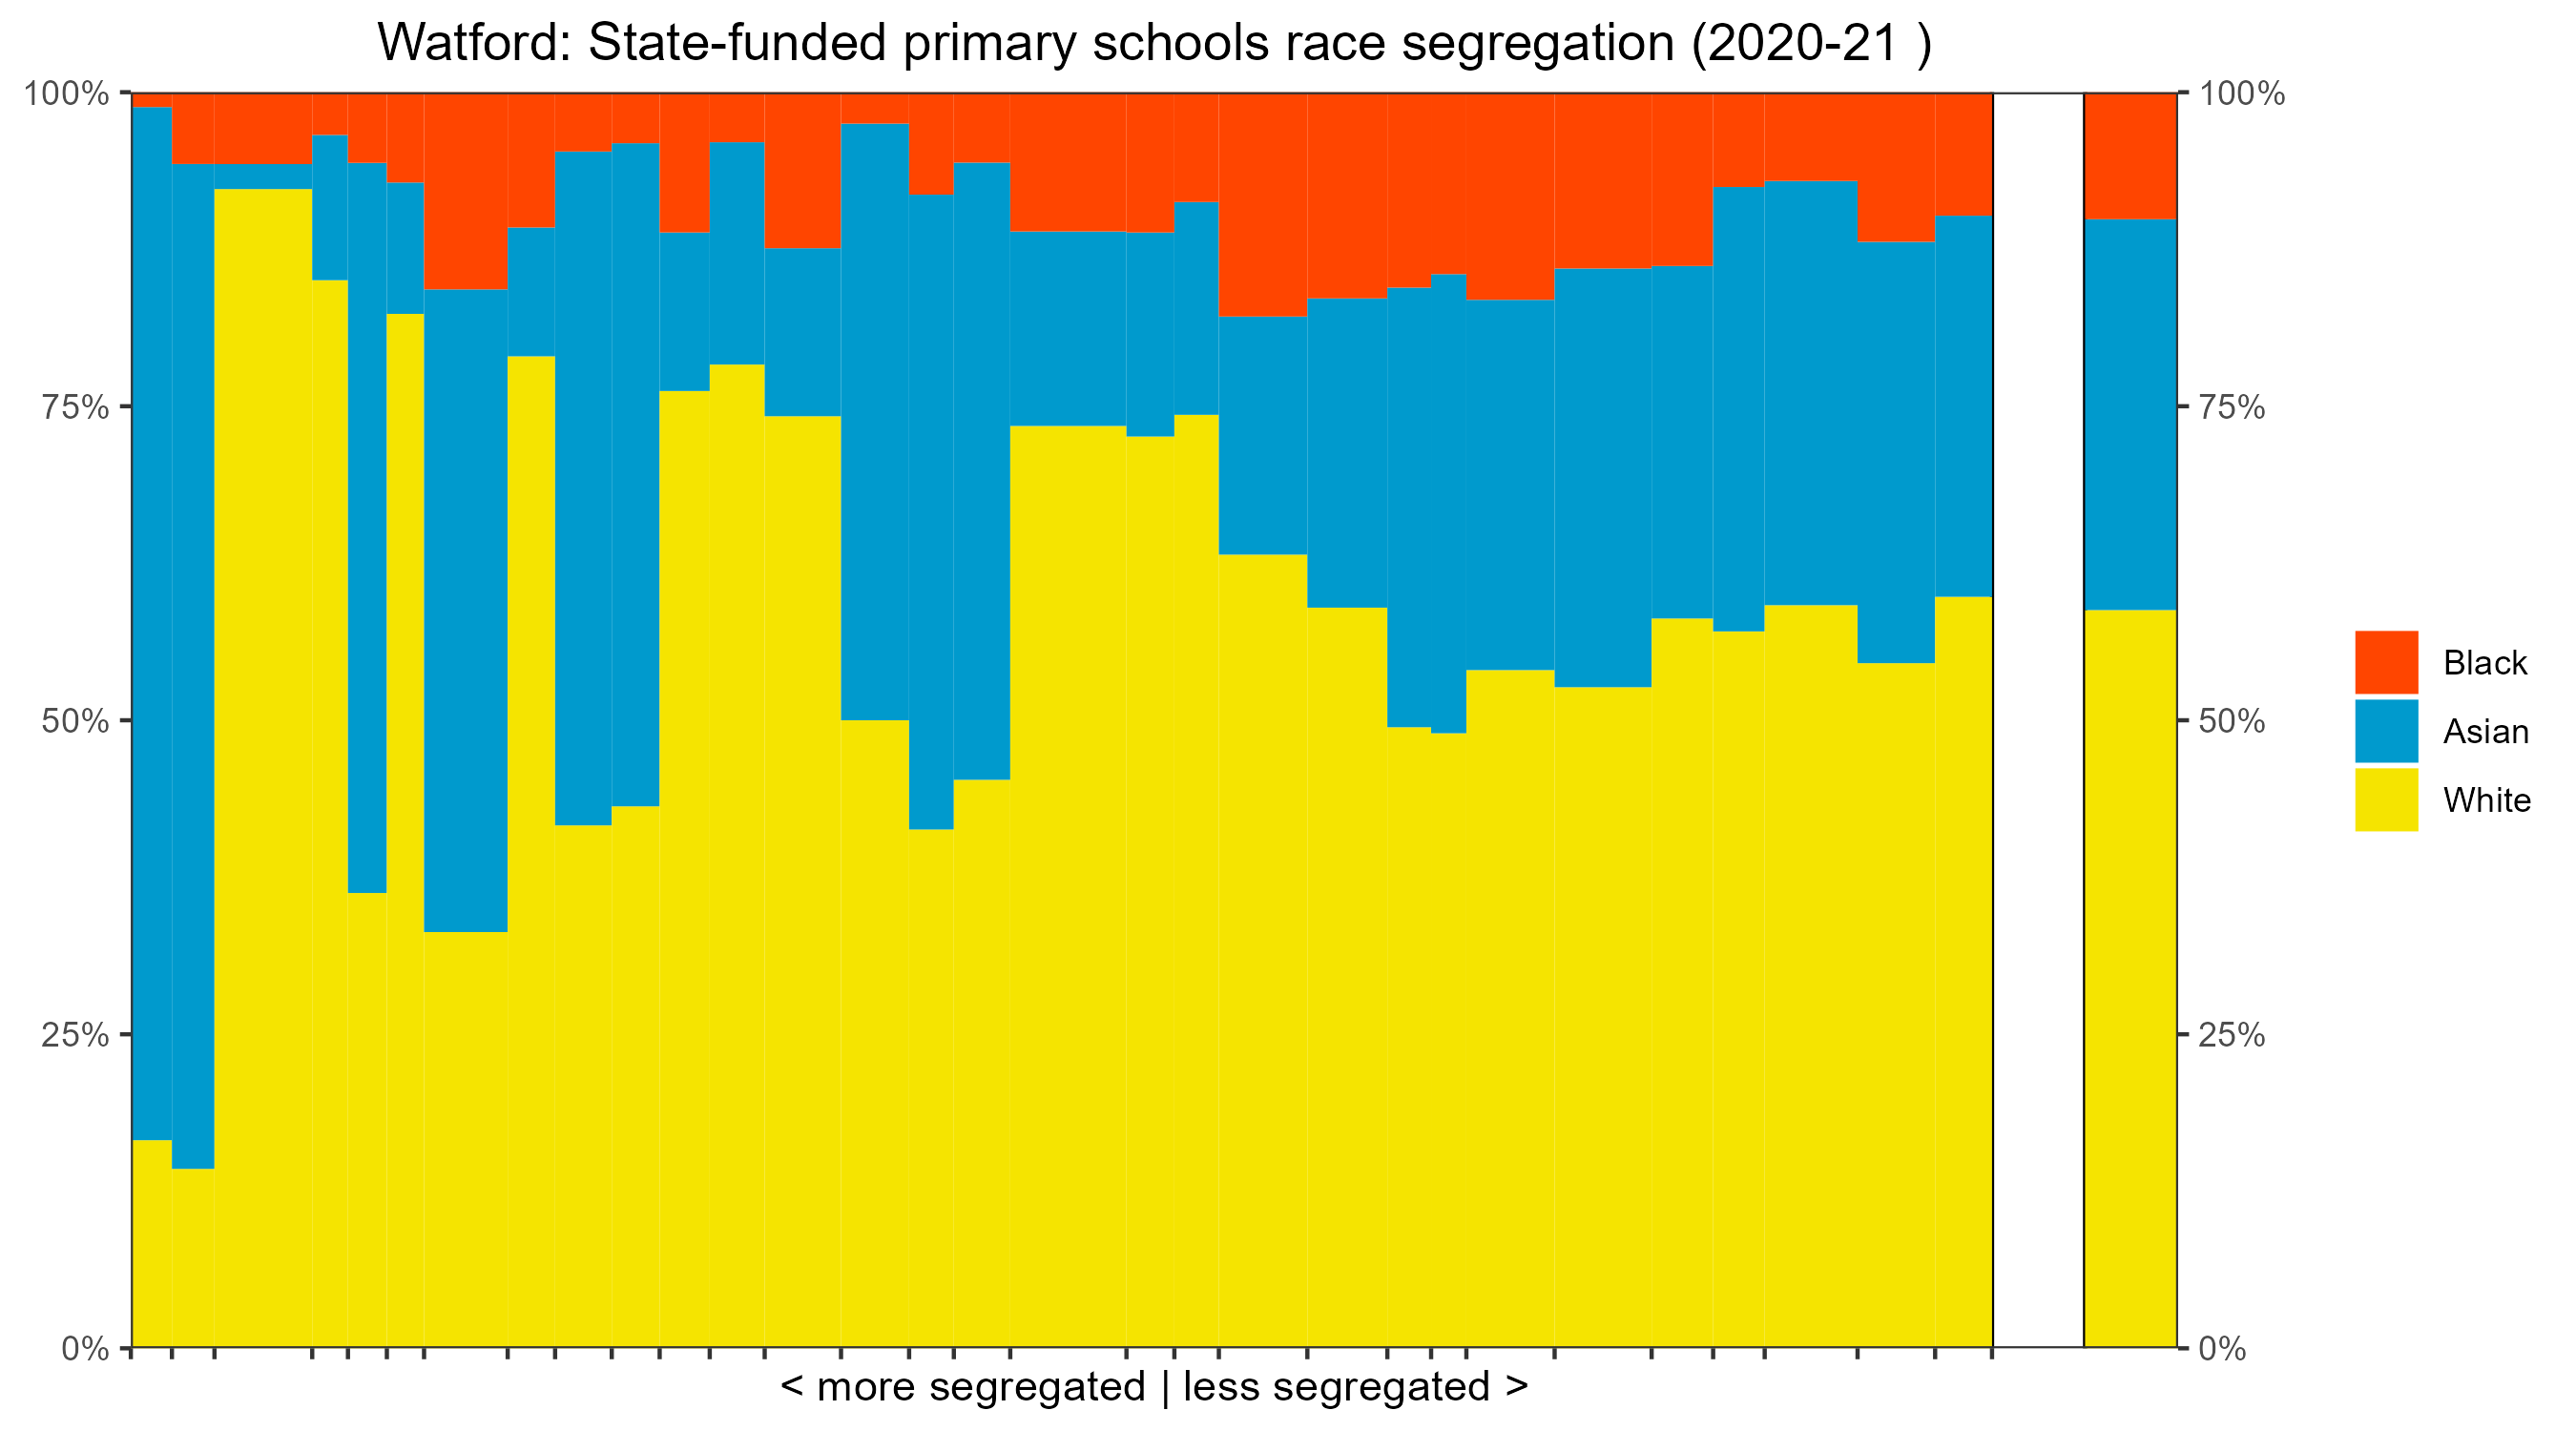 Watford: State-funded primary schools race segregation (2020-21 )
100%
75%
50%
25%
0%
100%
75%
50%
25%
0%
Black
Asian
White
< more segregated | less segregated >